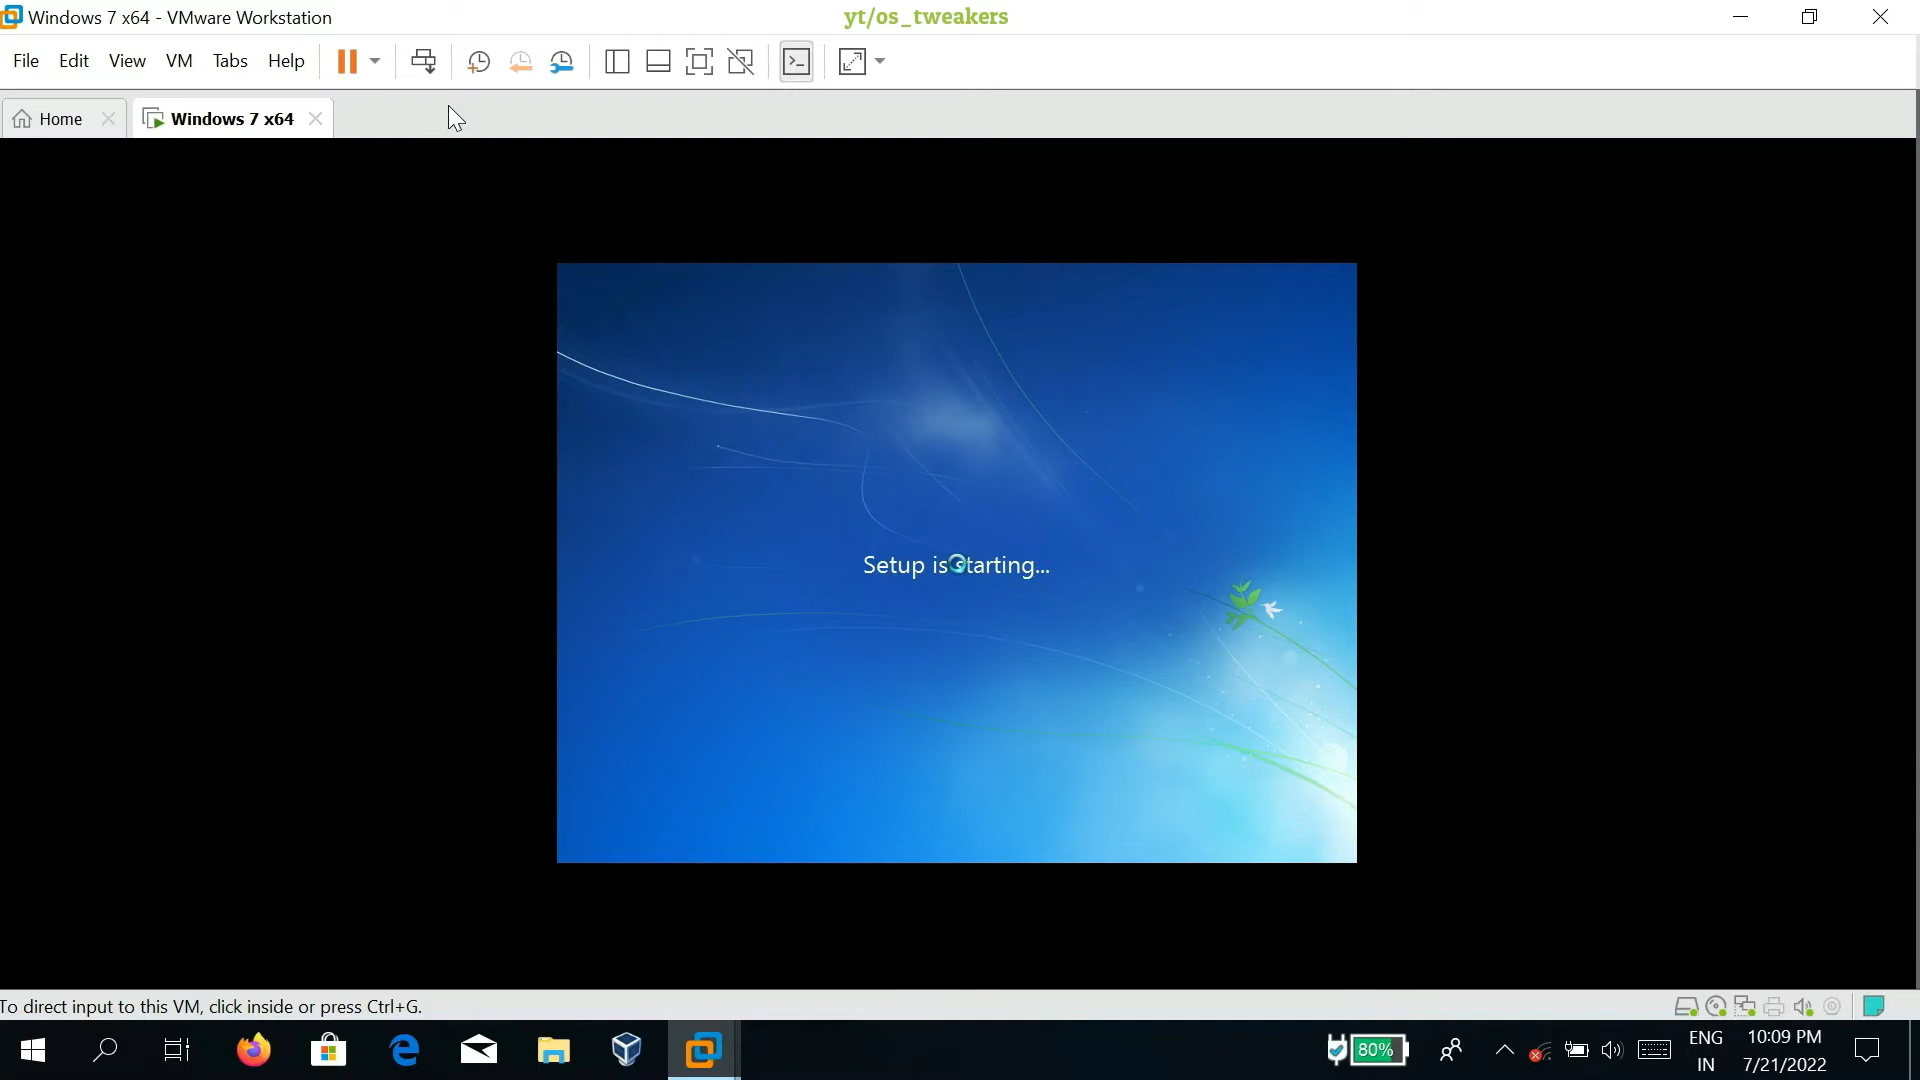 Windows 7 x64 - VMware Workstation
yt/os_tweakers
File Edit View VM Tabs Help
Home
Windows 7 x64
Setup is starting...
To direct input to this VM, click inside or press Ctrl+G.
80%
ENG
IN
10:09 PM
7/21/2022